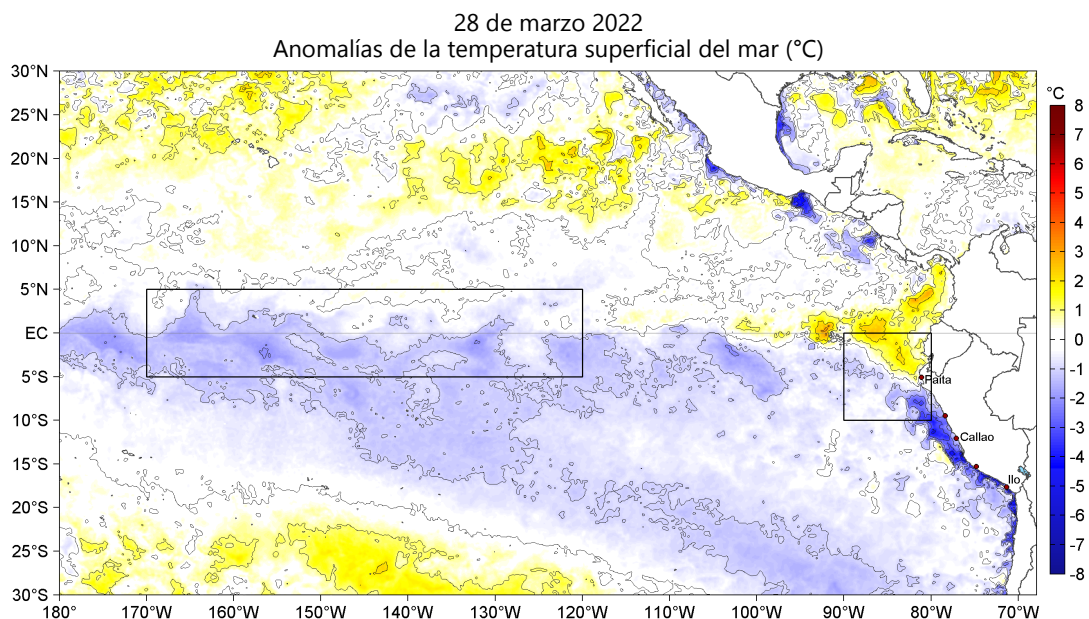 28 de marzo 2022
Anomalías de la temperatura superficial del mar (°C)
30°N
25°N
20°N
15°N
10°N
5°N
EC
5°S
10°S
15°S
20°S
25°S
30°S
180
170°W
160°W
150°W
140°W
130°W
120°W
110°W
100°W
90°W
80°W
70°W
Paita
Callao
Ilo
°C
8
7
6
5
4
3
2
1
0
-1
-2
-3
-4
-5
-6
-7
-8